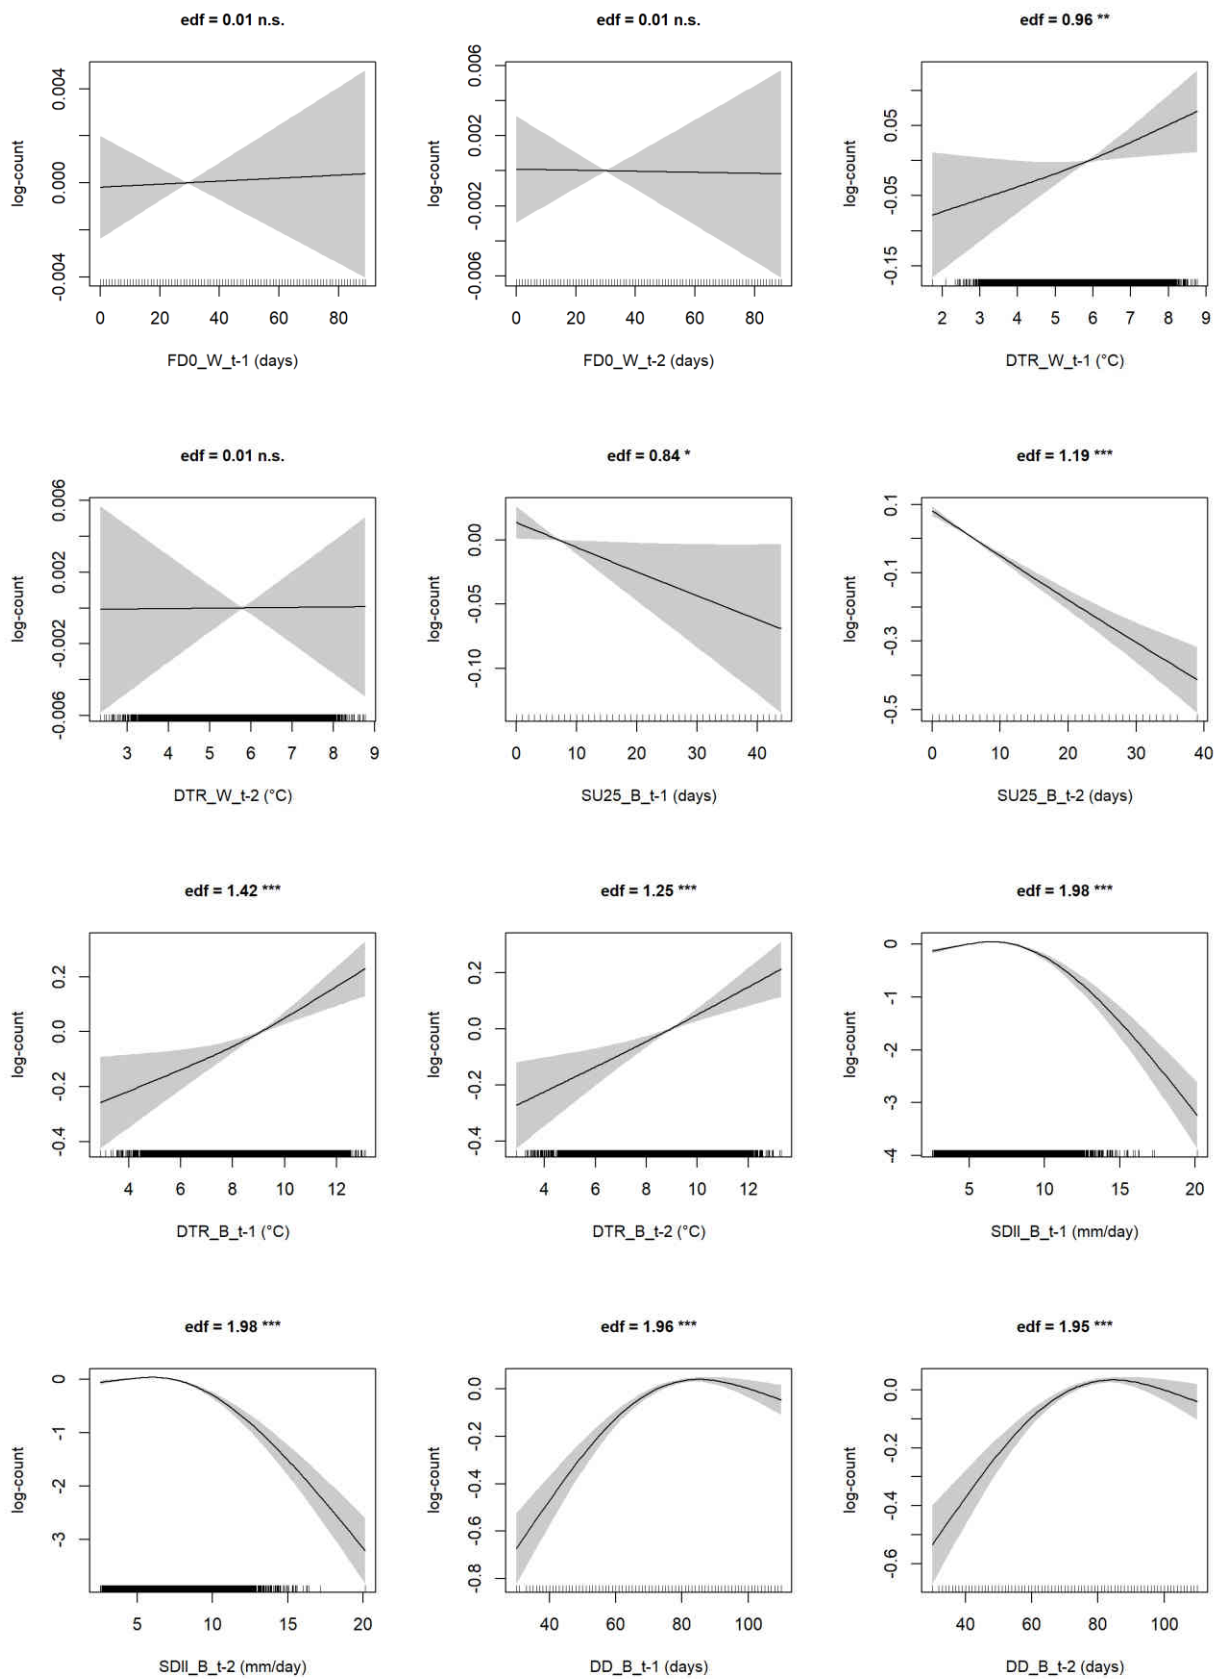 edf = 0.01 n.s.
log-count
-0.004 0.000 0.004
0 20 40 60 80
FD0_W_t-1 (days)
edf = 0.01 n.s.
log-count
-0.006 -0.002 0.002 0.006
0 20 40 60 80
FD0_W_t-2 (days)
edf = 0.96 **
log-count
-0.15 -0.05 0.05
2 3 4 5 6 7 8 9
DTR_W_t-1 (°C)
edf = 0.01 n.s.
log-count
-0.006 -0.002 0.002 0.006
3 4 5 6 7 8 9
DTR_W_t-2 (°C)
edf = 0.84 *
log-count
-0.10 -0.05 0.00
0 10 20 30 40
SU25_B_t-1 (days)
edf = 1.19 ***
log-count
-0.5 -0.3 -0.1 0.1
0 10 20 30 40
SU25_B_t-2 (days)
edf = 1.42 ***
log-count
-0.4 -0.2 0.0 0.2
4 6 8 10 12
DTR_B_t-1 (°C)
edf = 1.25 ***
log-count
-0.4 -0.2 0.0 0.2
4 6 8 10 12
DTR_B_t-2 (°C)
edf = 1.98 ***
log-count
-4 -3 -2 -1 0
5 10 15 20
SDII_B_t-1 (mm/day)
edf = 1.98 ***
log-count
-3 -2 -1 0
5 10 15 20
SDII_B_t-2 (mm/day)
edf = 1.96 ***
log-count
-0.8 -0.6 -0.4 -0.2 0.0
40 60 80 100
DD_B_t-1 (days)
edf = 1.95 ***
log-count
-0.6 -0.4 -0.2 0.0
40 60 80 100
DD_B_t-2 (days)